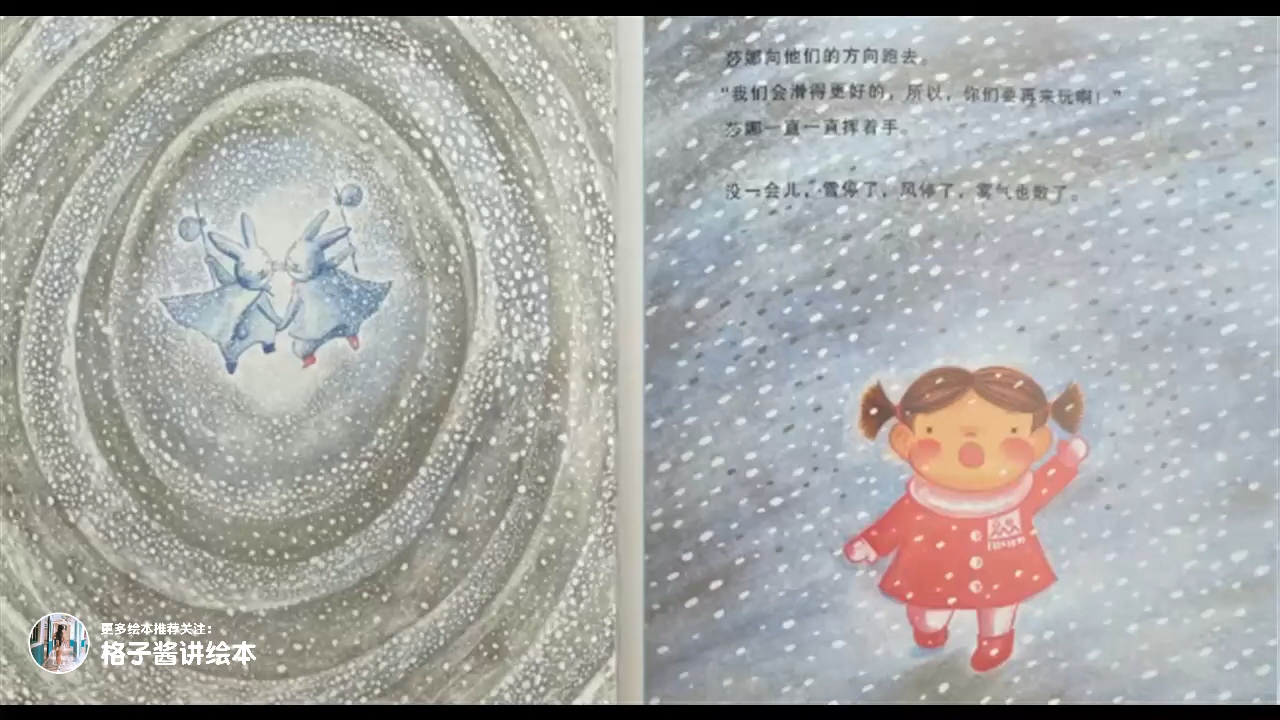 莎娜向他们的方向跑去。
“我们会滑得更好的，所以，你们要再来玩啊！”
莎娜一直一直挥着手。
没一会儿，雪停了，风停了，雾气也散了。
更多绘本推荐关注：
格子酱讲绘本